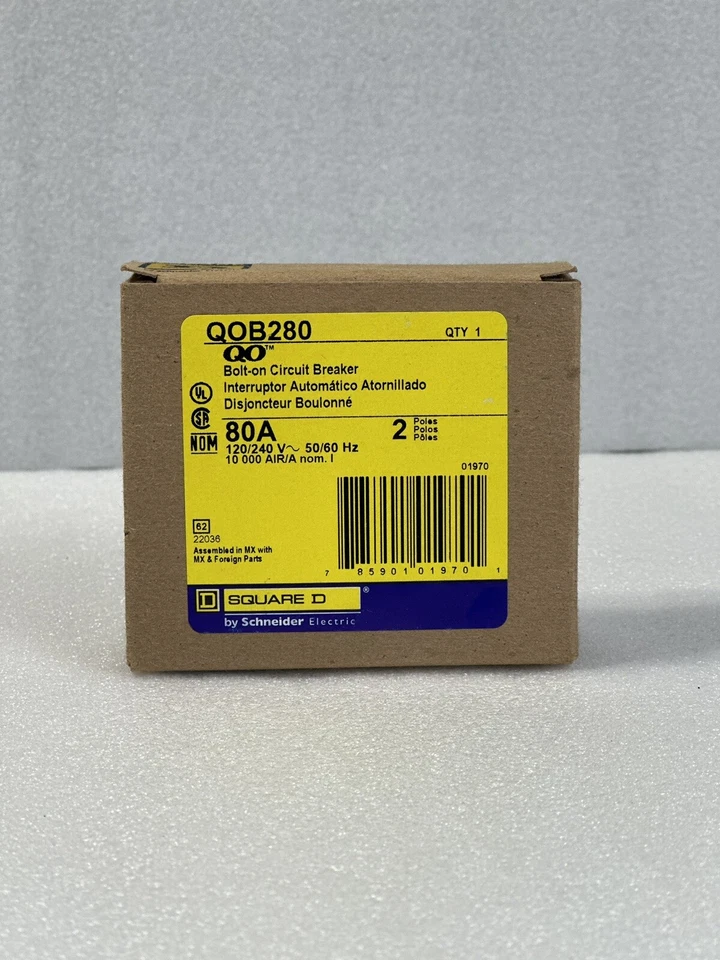 QOB280
QTY 1
QO™
Bolt-on Circuit Breaker
Interruptor Automático Atornillado
Disjoncteur Boulonné
UL
SA
NOM
80A
2 Poles
Polos
Pôles
120/240 V~ 50/60 Hz
10 000 AIR/A nom. I
01970
62
22036
Assembled in MX with
MX & Foreign Parts
7 85901 01970 1
D SQUARE D ®
by Schneider Electric